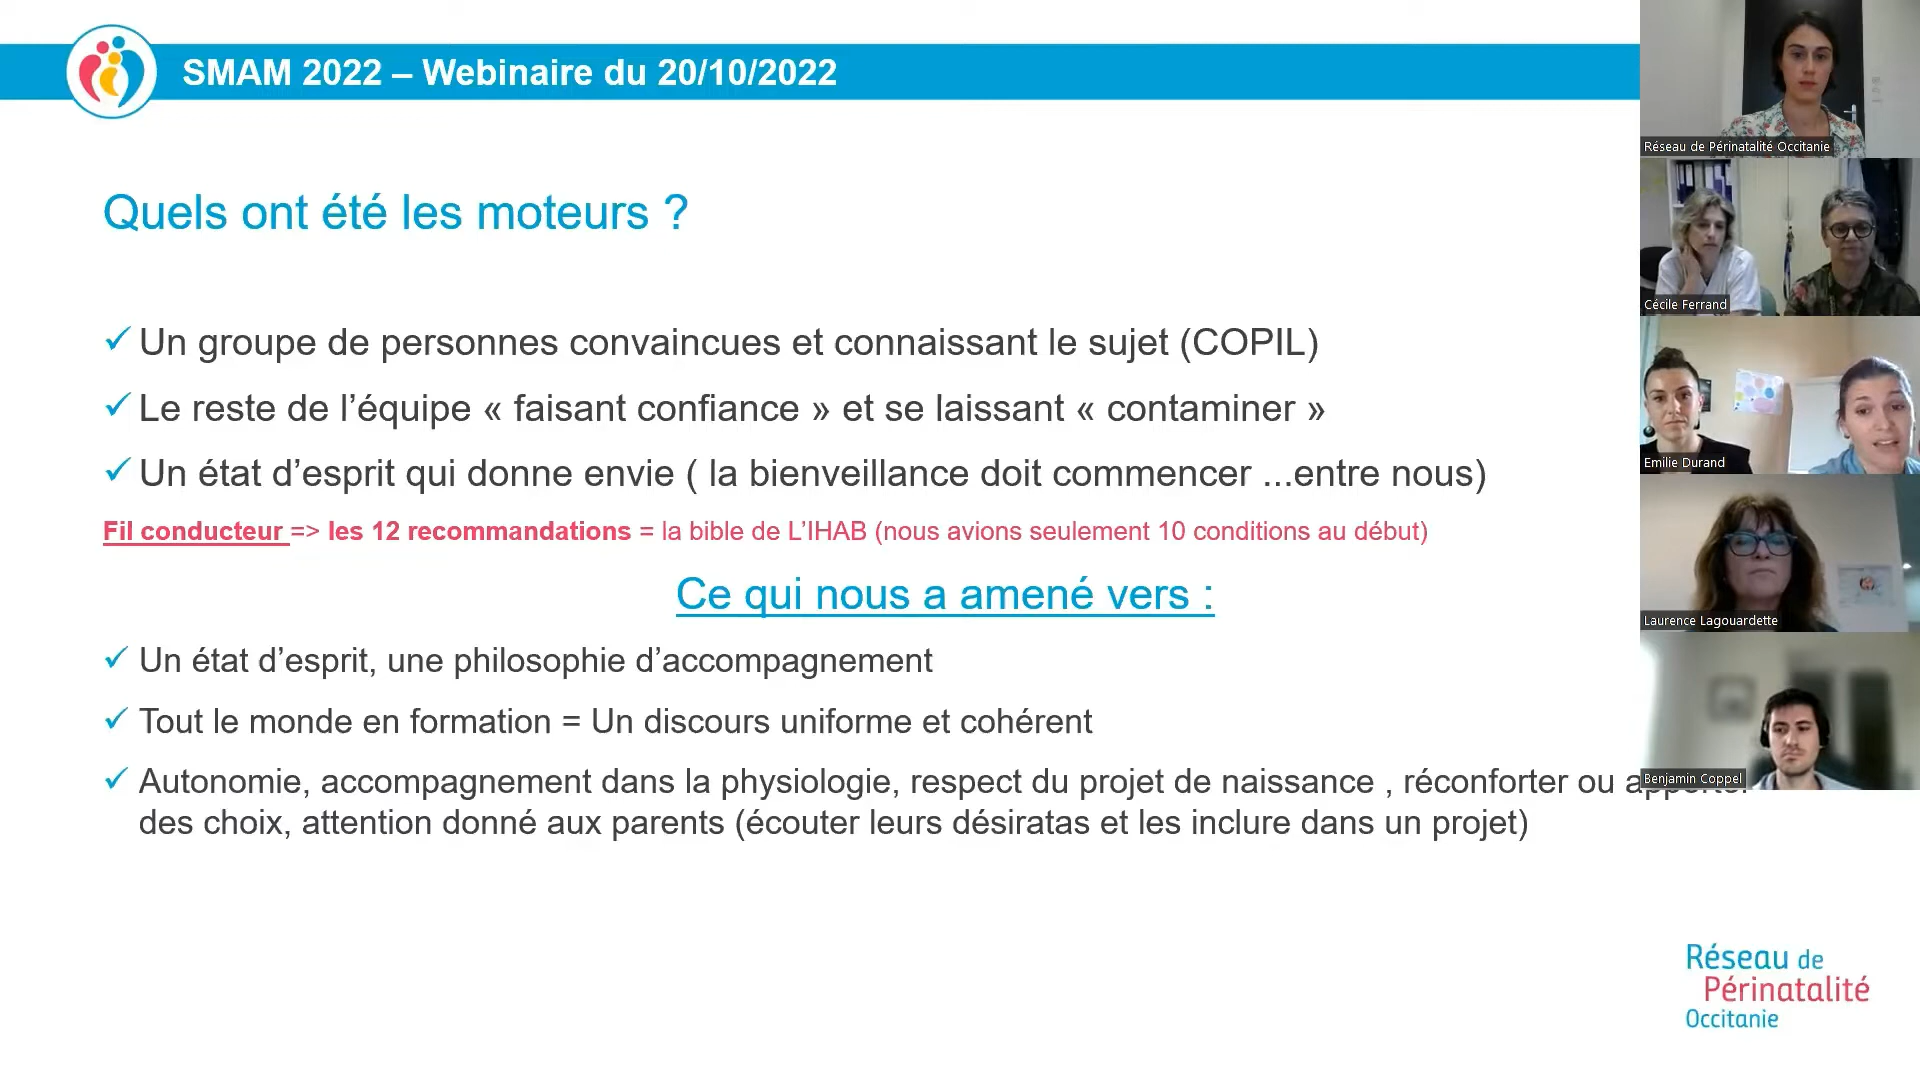 SMAM 2022 – Webinaire du 20/10/2022
Quels ont été les moteurs ?
Un groupe de personnes convaincues et connaissant le sujet (COPIL)
Le reste de l’équipe « faisant confiance » et se laissant « contaminer »
Un état d’esprit qui donne envie ( la bienveillance doit commencer ...entre nous)
Fil conducteur => les 12 recommandations = la bible de L’IHAB (nous avions seulement 10 conditions au début)
Ce qui nous a amené vers :
Un état d’esprit, une philosophie d’accompagnement
Tout le monde en formation = Un discours uniforme et cohérent
Autonomie, accompagnement dans la physiologie, respect du projet de naissance , réconforter ou
des choix, attention donné aux parents (écouter leurs désiratas et les inclure dans un projet)
Réseau de Périnatalité Occitanie
Cécile Ferrand
Emilie Durand
Laurence Lagouardette
Benjamin Coppel
Réseau de
Périnatalité
Occitanie